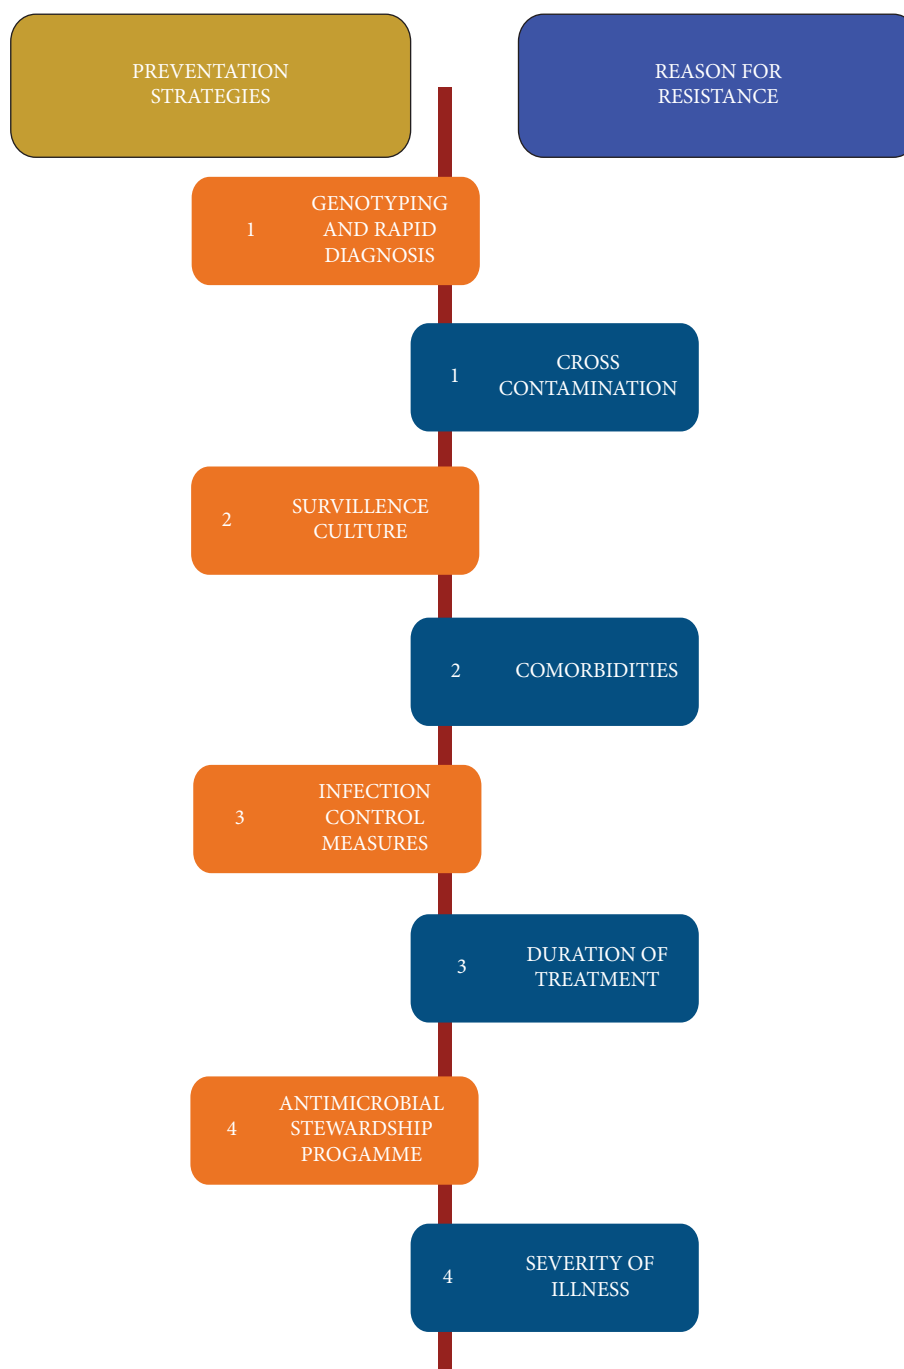 PREVENTATION
STRATEGIES
REASON FOR
RESISTANCE
1
GENOTYPING
AND RAPID
DIAGNOSIS
1
CROSS
CONTAMINATION
2
SURVILLENCE
CULTURE
2
COMORBIDITIES
3
INFECTION
CONTROL
MEASURES
3
DURATION OF
TREATMENT
4
ANTIMICROBIAL
STEWARDSHIP
PROGAMME
4
SEVERITY OF
ILLNESS